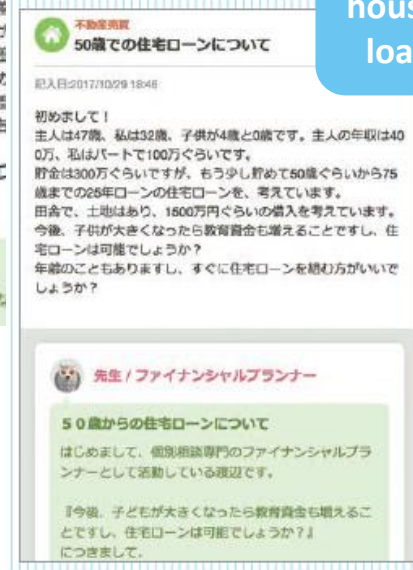 hous
loa
不動産売買
50歳での住宅ローンについて
記入日:2017/10/29 18:46
初めまして！
主人は47歳、私は32歳、子供が4歳と0歳です。主人の年収は40
0万、私はパートで100万ぐらいです。
貯金は300万ぐらいですが、もう少し貯めて50歳ぐらいから75
歳までの25年ローンの住宅ローンを、考えています。
田舎で、土地はあり、1500万円ぐらいの借入を考えています。
今後、子供が大きくなったら教育資金も増えることですし、住
宅ローンは可能でしょうか？
年齢のこともありますし、すぐに住宅ローンを組む方がいいで
しょうか？
先生 / ファイナンシャルプランナー
５０歳からの住宅ローンについて
はじめまして、個別相談専門のファイナンシャルプラ
ンナーとして活動している渡辺です。
『今後、子どもが大きくなったら教育資金も増えるこ
とですし、住宅ローンは可能でしょうか？』
につきまして、